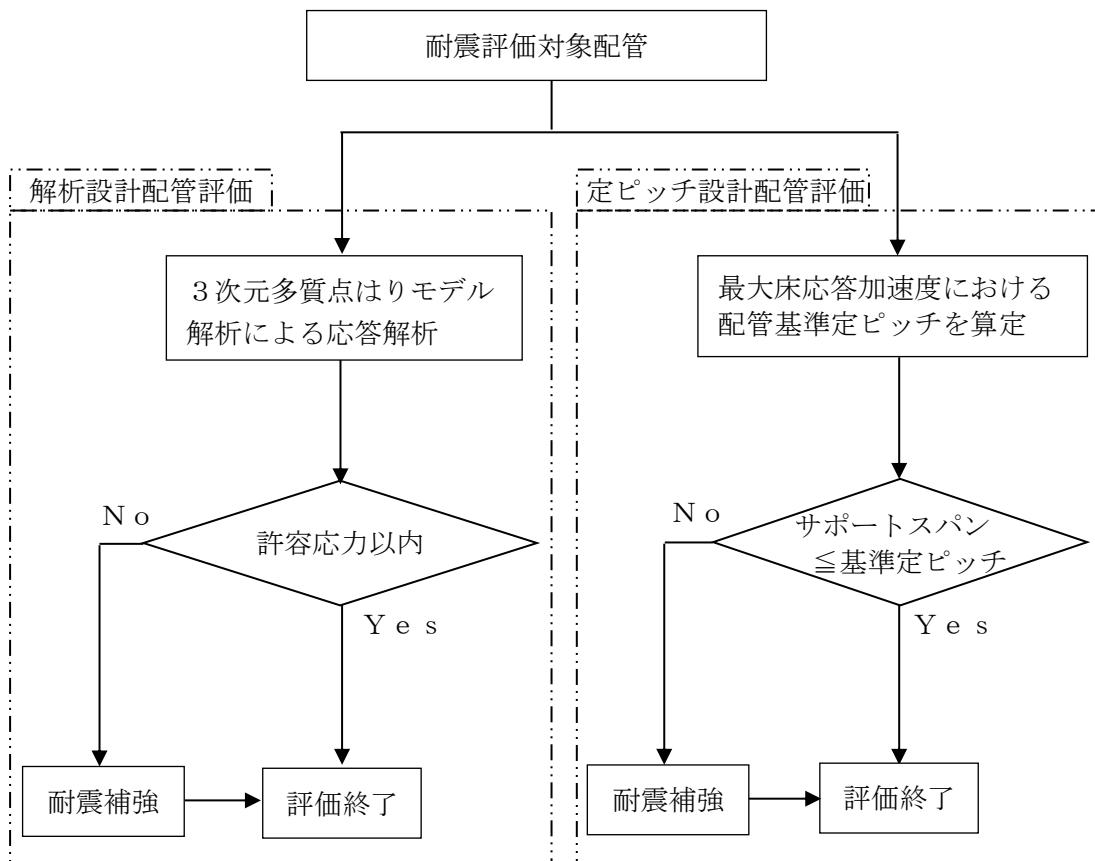 耐震評価対象配管
解析設計配管評価
３次元多質点はりモデル
解析による応答解析
Ｎｏ
許容応力以内
Ｙｅｓ
耐震補強
評価終了
定ピッチ設計配管評価
最大床応答加速度における
配管基準定ピッチを算定
Ｎｏ
サポートスパン
≦基準定ピッチ
Ｙｅｓ
耐震補強
評価終了